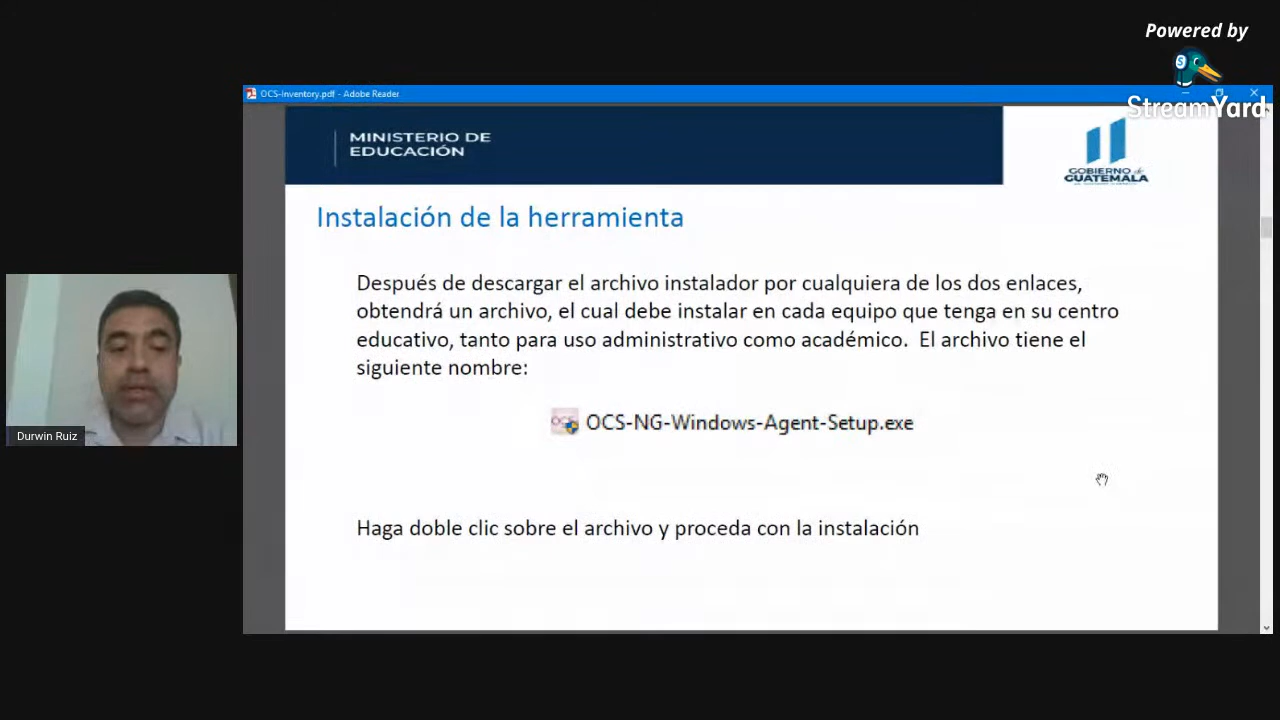 Powered by
StreamYard
OCS-Inventory.pdf - Adobe Reader
MINISTERIO DE
EDUCACIÓN
GOBIERNO de
GUATEMALA
Instalación de la herramienta
Después de descargar el archivo instalador por cualquiera de los dos enlaces,
obtendrá un archivo, el cual debe instalar en cada equipo que tenga en su centro
educativo, tanto para uso administrativo como académico. El archivo tiene el
siguiente nombre:
OCS-NG-Windows-Agent-Setup.exe
Haga doble clic sobre el archivo y proceda con la instalación
Durwin Ruiz